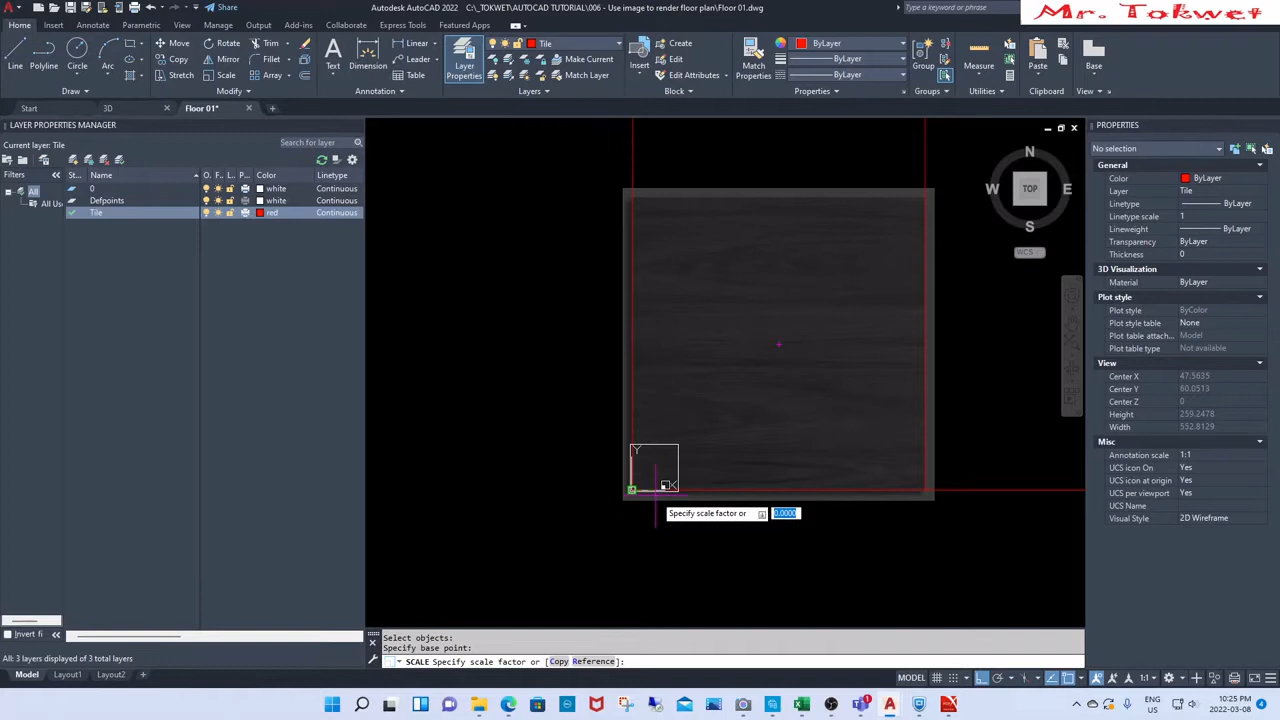 Share
Autodesk AutoCAD 2022 C:\_TOKWET\AUTOCAD TUTORIAL\006 - Use image to render floor plan\Floor 01.dwg
Type a keyword or phrase
Mr. Tokwet
Home Insert Annotate Parametric View Manage Output Add-ins Collaborate Express Tools Featured Apps
Line Polyline Circle Arc
Move Rotate Trim
Copy Mirror Fillet
Stretch Scale Array
Text Dimension
Linear
Leader
Table
Layer Properties
Tile
Make Current
Match Layer
Insert
Create
Edit
Edit Attributes
Match Properties
ByLayer
ByLayer
ByLayer
Group
Measure
Paste
Base
Draw Modify Annotation Layers Block Properties Groups Utilities Clipboard View
Start 3D Floor 01*
LAYER PROPERTIES MANAGER
Current layer: Tile
Search for layer
Filters
St... Name O. F.. L... P... Color Linetype
All
All Use
0 white Continuous
Defpoints white Continuous
Tile red Continuous
Invert fi
All: 3 layers displayed of 3 total layers
N
W TOP E
S
WCS
Y
X
Specify scale factor or 0.0000
Select objects:
Specify base point:
SCALE Specify scale factor or [Copy Reference]:
PROPERTIES
No selection
General
Color ByLayer
Layer Tile
Linetype ByLayer
Linetype scale 1
Lineweight ByLayer
Transparency ByLayer
Thickness 0
3D Visualization
Material ByLayer
Plot style
Plot style ByColor
Plot style table None
Plot table attach... Model
Plot table type Not available
View
Center X 47.5635
Center Y 60.0513
Center Z 0
Height 259.2478
Width 552.8129
Misc
Annotation scale 1:1
UCS icon On Yes
UCS icon at origin Yes
UCS per viewport Yes
UCS Name
Visual Style 2D Wireframe
Model Layout1 Layout2
MODEL 1:1
ENG
US
10:25 PM
2022-03-08